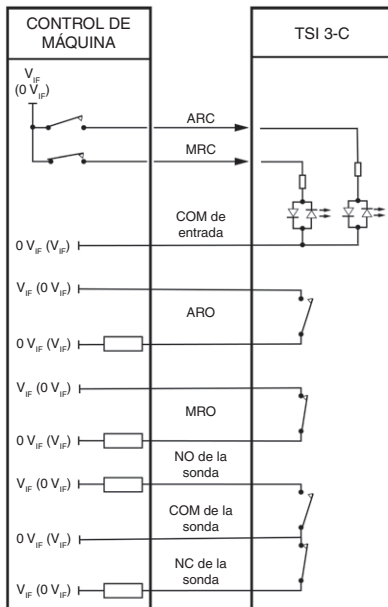 CONTROL DE
MÁQUINA
TSI 3-C
V_IF
(0 V_IF)
ARC
MRC
COM de
entrada
0 V_IF (V_IF)
V_IF (0 V_IF)
ARO
0 V_IF (V_IF)
V_IF (0 V_IF)
MRO
0 V_IF (V_IF)
NO de la
sonda
V_IF (0 V_IF)
COM de la
sonda
0 V_IF (V_IF)
NC de la
sonda
V_IF (0 V_IF)